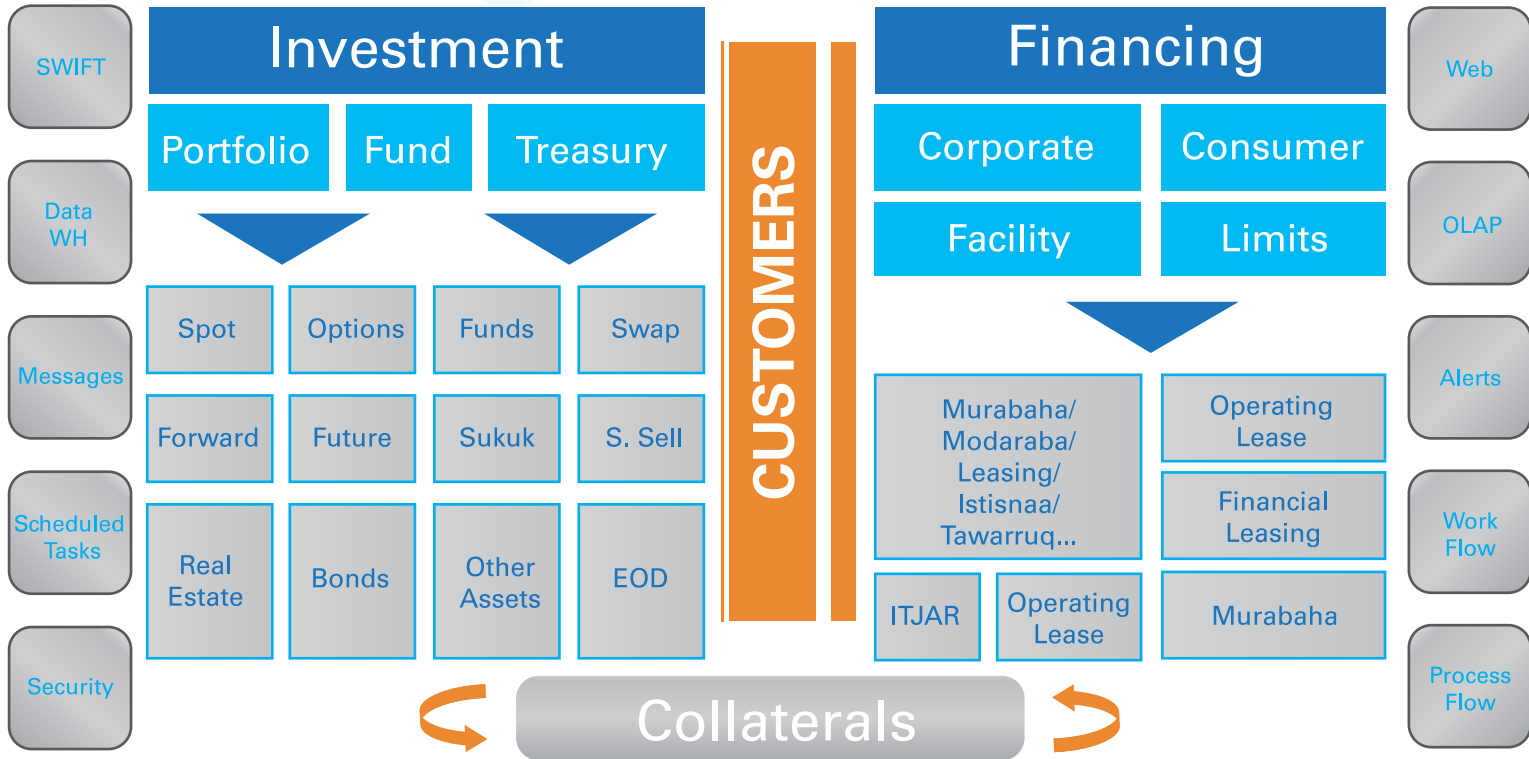 SWIFT
Data
WH
Messages
Scheduled
Tasks
Security
Investment
Portfolio
Fund
Treasury
Spot
Options
Funds
Swap
Forward
Future
Sukuk
S. Sell
Real
Estate
Bonds
Other
Assets
EOD
CUSTOMERS
Financing
Corporate
Consumer
Facility
Limits
Murabaha/
Modaraba/
Leasing/
Istisnaa/
Tawarruq...
Operating
Lease
Financial
Leasing
ITJAR
Operating
Lease
Murabaha
Collaterals
Web
OLAP
Alerts
Work
Flow
Process
Flow